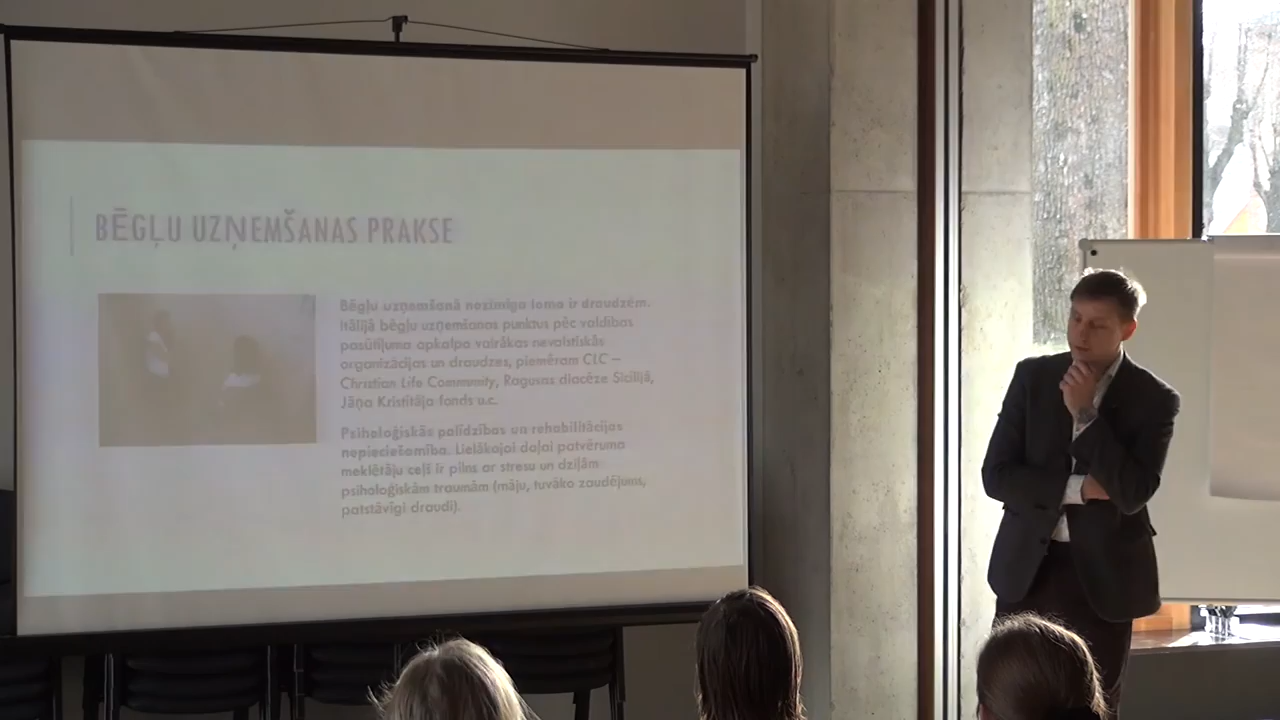 BĒGĻU UZŅEMŠANAS PRAKSE
Bēgļu uzņemšanā nozīmīga loma ir draudzēm.
Itālijā bēgļu uzņemšanas punktus pēc valdības
pasūtījuma apkalpo vairākas nevalstiskās
organizācijas un draudzes, piemēram CLC –
Christian Life Community, Raguvas diacēze Sicīlijā,
Jāņa Kristītāja fonds u.c.
Psiholoģiskās palīdzības un rehabilitācijas
nepieciešamība. Lielākajai daļai patvēruma
meklētāju ceļš ir pilns ar stresu un dziļām
psiholoģiskām traumām (māju, tuvāko zaudējums,
patstāvīgi draudi).